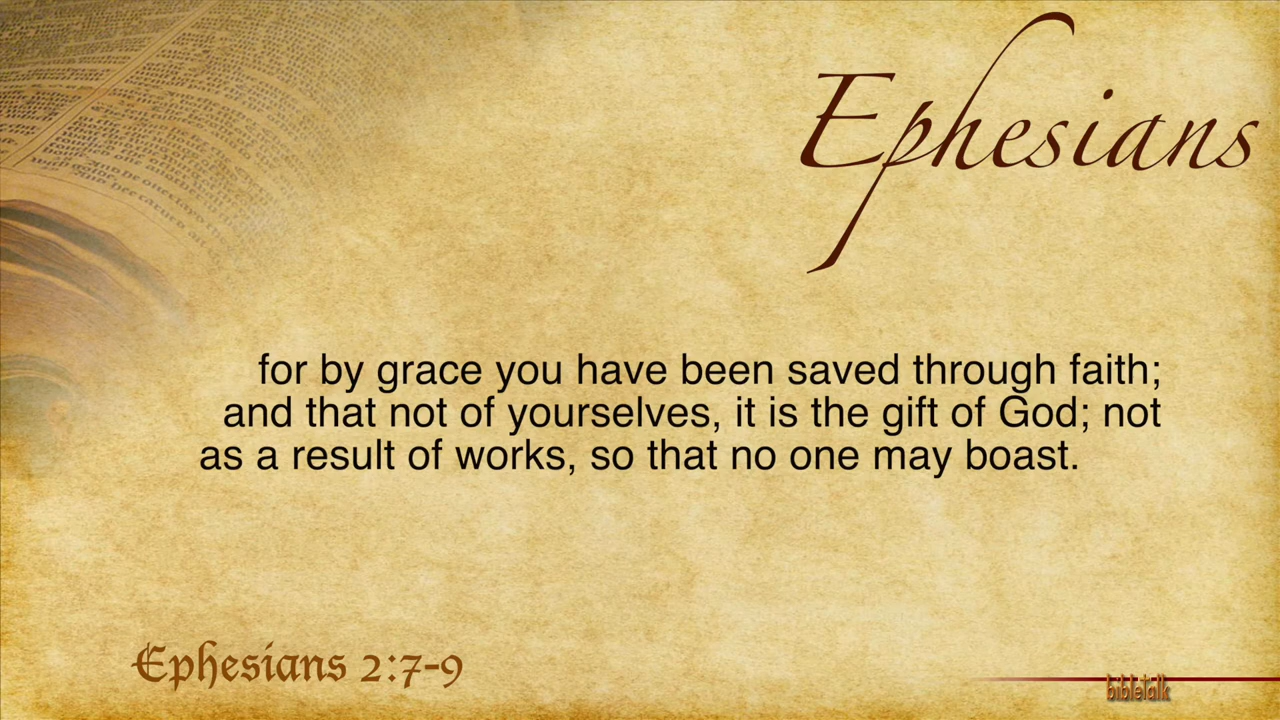 Ephesians
for by grace you have been saved through faith;
and that not of yourselves, it is the gift of God; not
as a result of works, so that no one may boast.
Ephesians 2:7-9
bibletalk